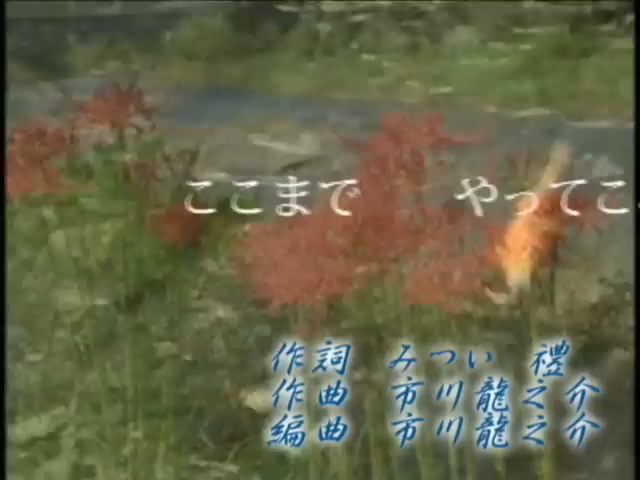 ここまで　やってこ
作詞　みつい　禮
作曲　市川龍之介
編曲　市川龍之介